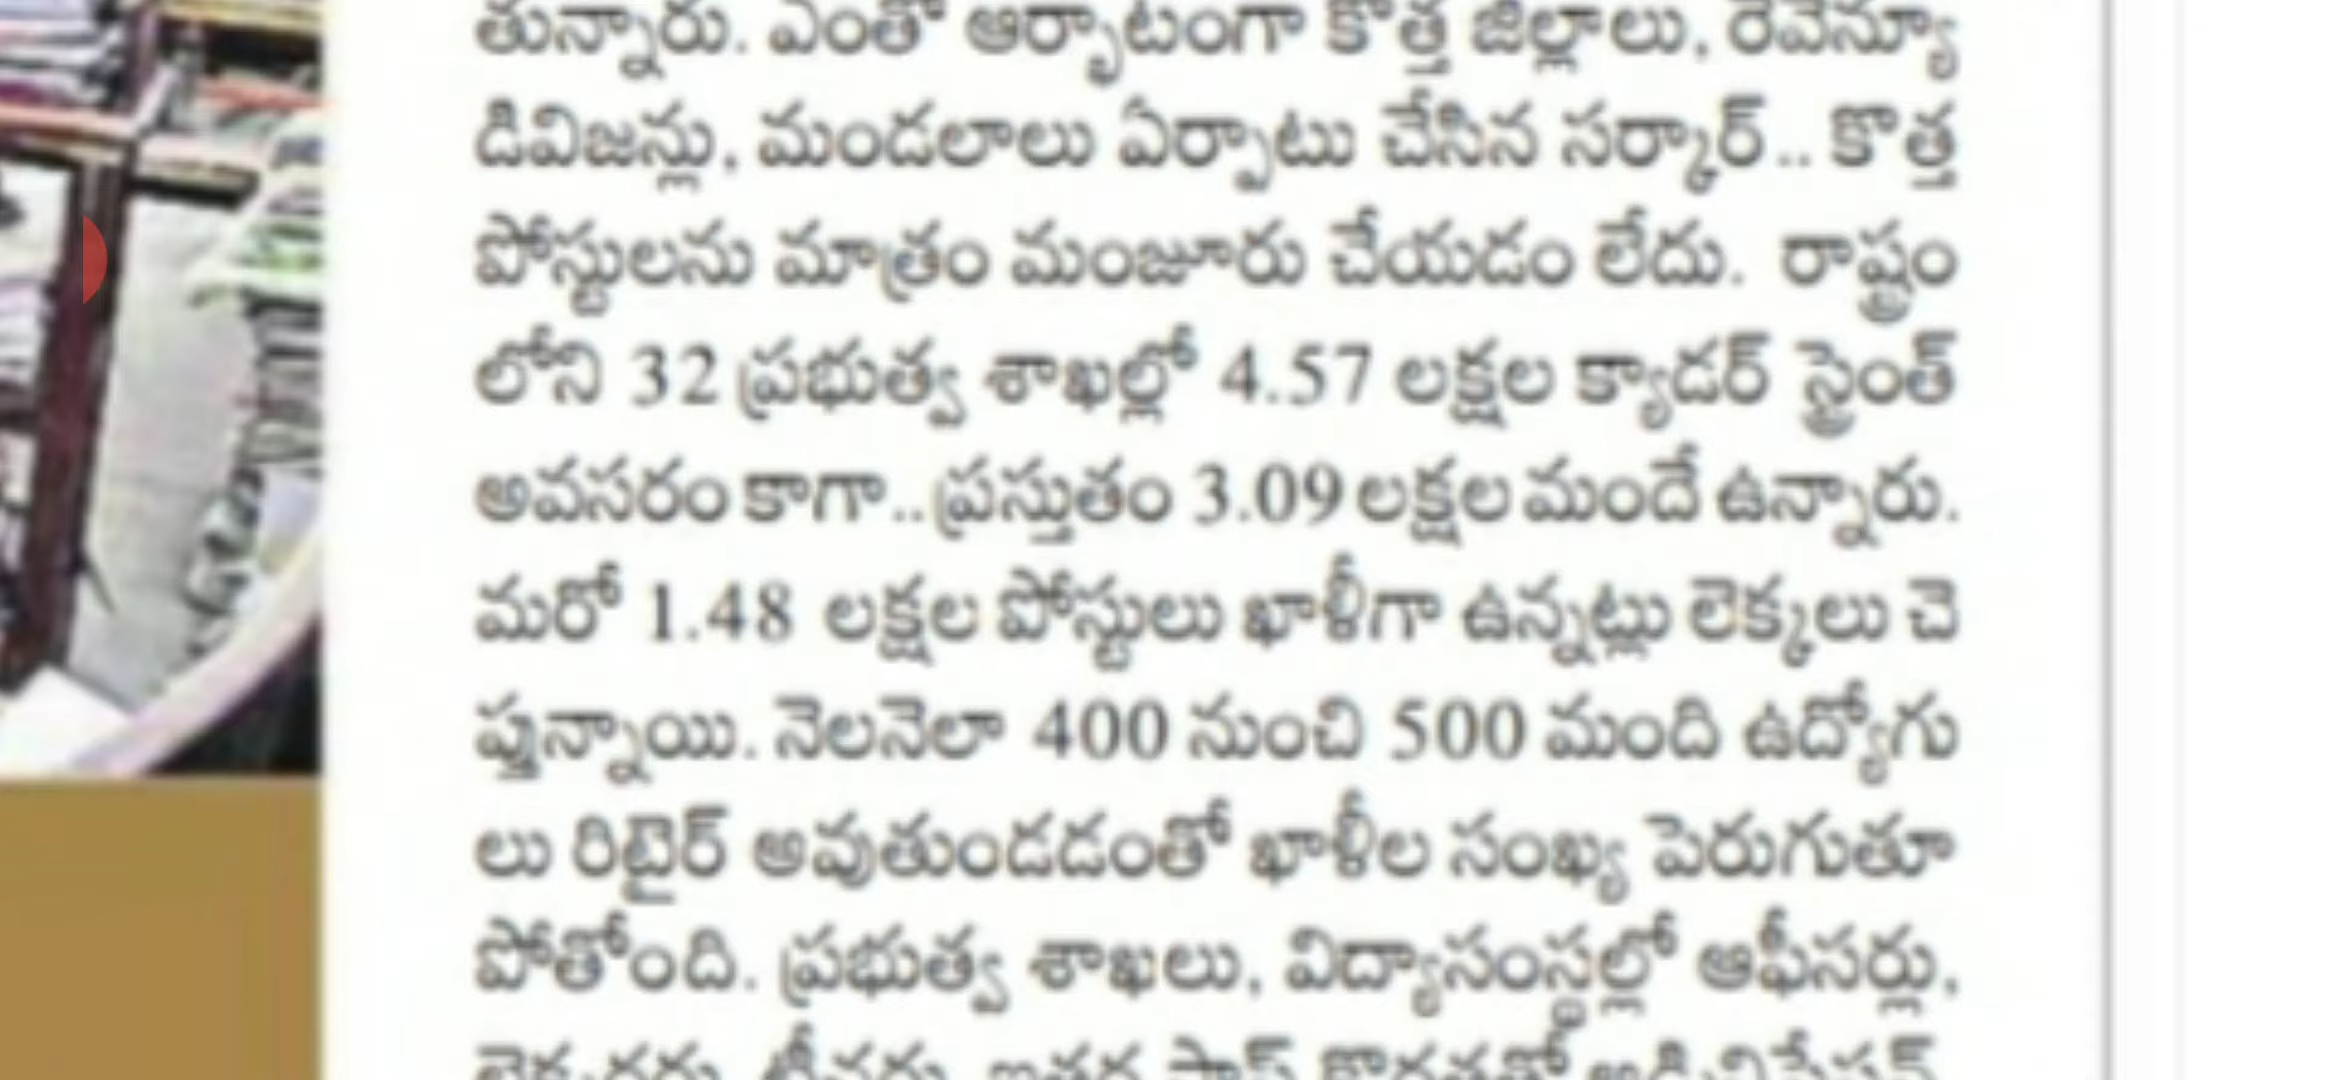 తున్నారు. ఎంతో ఆర్భాటంగా కొత్త జిల్లాలు, రెవెన్యూ
డివిజన్లు, మండలాలు ఏర్పాటు చేసిన సర్కార్.. కొత్త
పోస్టులను మాత్రం మంజూరు చేయడం లేదు. రాష్ట్రం
లోని 32 ప్రభుత్వ శాఖల్లో 4.57 లక్షల క్యాడర్ స్ట్రెంత్
అవసరం కాగా.. ప్రస్తుతం 3.09 లక్షల మందే ఉన్నారు.
మరో 1.48 లక్షల పోస్టులు ఖాళీగా ఉన్నట్లు లెక్కలు చె
ప్తున్నాయి. నెలనెలా 400 నుంచి 500 మంది ఉద్యోగు
లు రిటైర్ అవుతుండడంతో ఖాళీల సంఖ్య పెరుగుతూ
పోతోంది. ప్రభుత్వ శాఖలు, విద్యాసంస్థల్లో ఆఫీసర్లు,